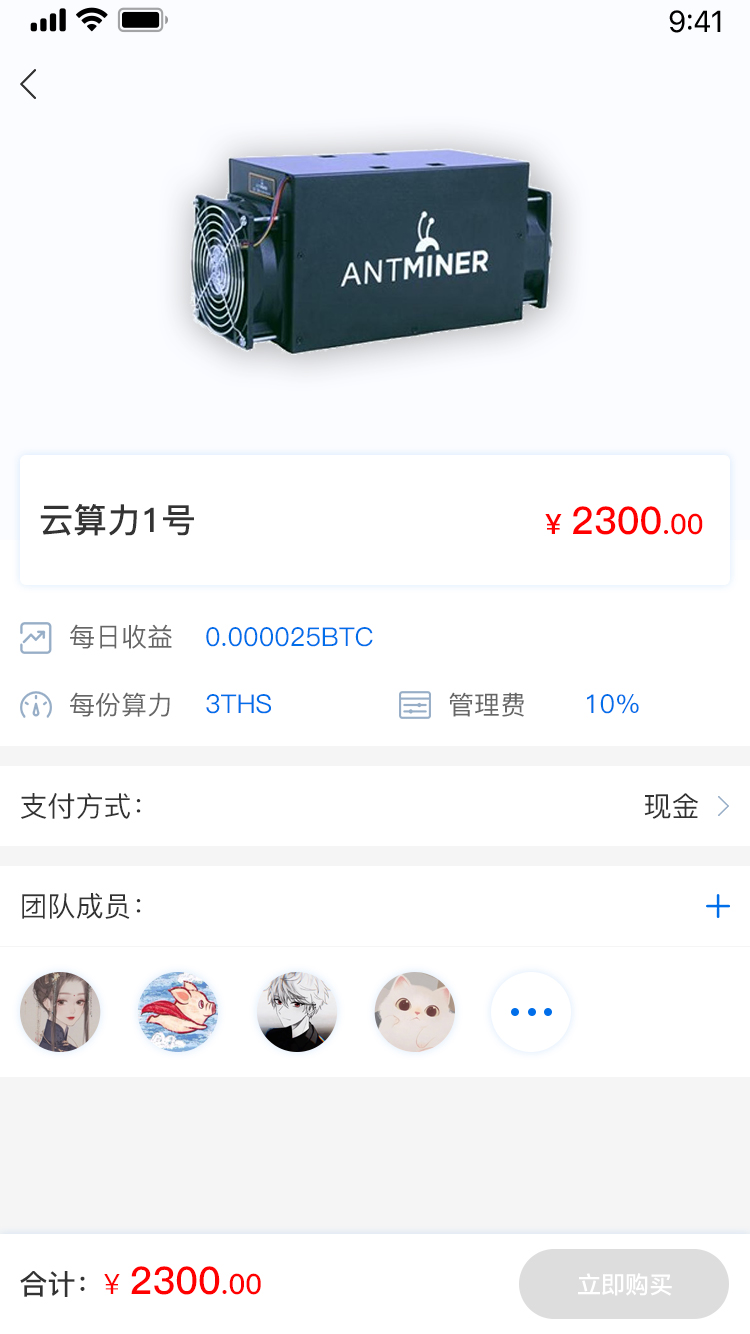 9:41
ANTMINER
云算力1号
¥ 2300.00
每日收益 0.000025BTC
每份算力 3THS 管理费 10%
支付方式：
现金
团队成员：
合计：¥ 2300.00
立即购买